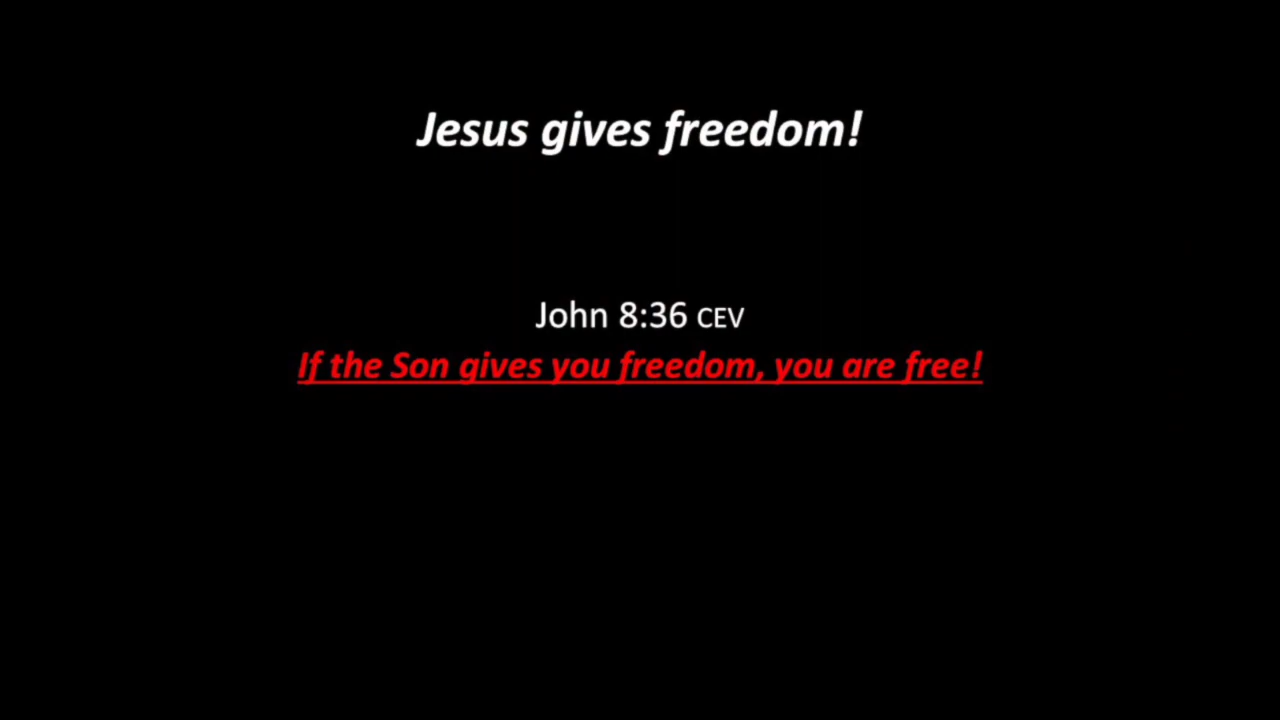 Jesus gives freedom!
John 8:36 CEV
If the Son gives you freedom, you are free!